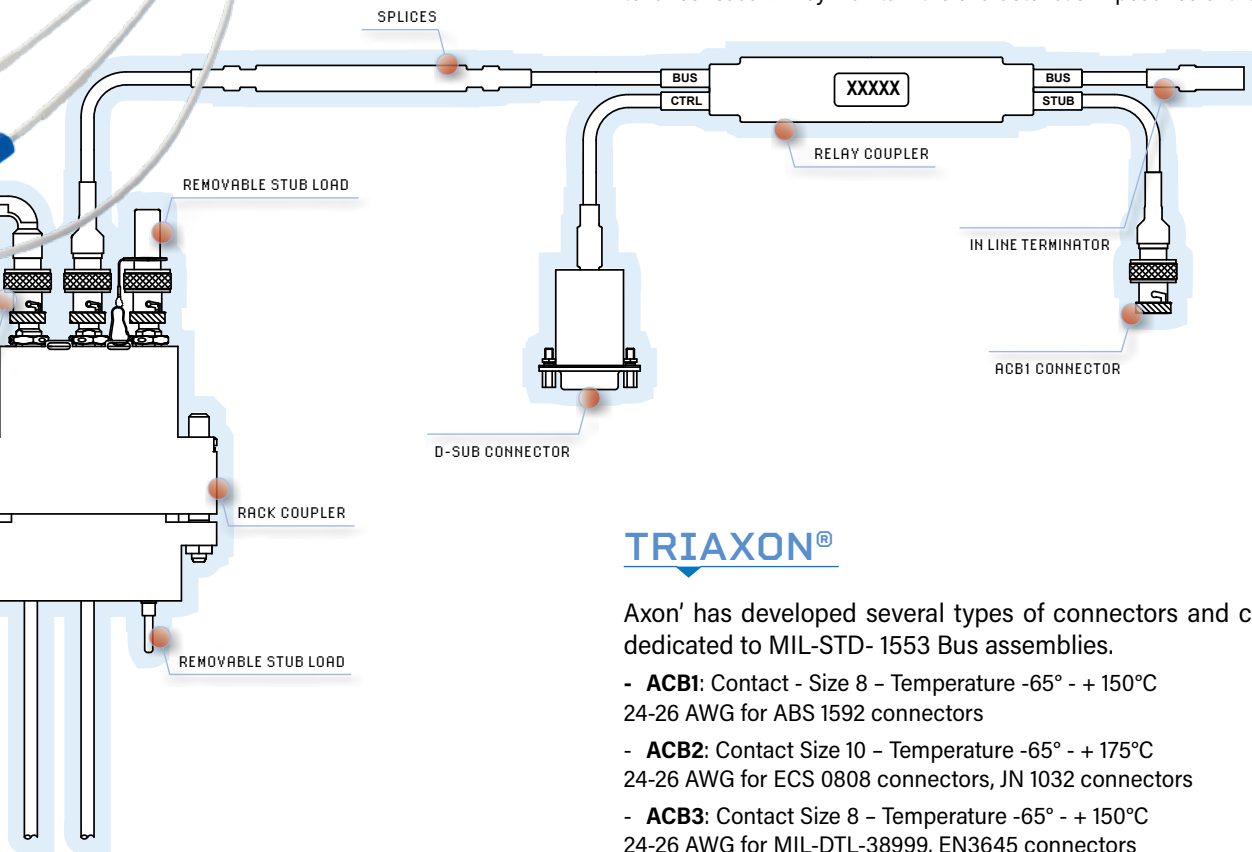 SPLICES
BUS
CTRL
XXXXX
BUS
STUB
RELAY COUPLER
REMOVABLE STUB LOAD
IN LINE TERMINATOR
ACB1 CONNECTOR
D-SUB CONNECTOR
RACK COUPLER
REMOVABLE STUB LOAD
TRIAXON®
Axon' has developed several types of connectors and c
dedicated to MIL-STD- 1553 Bus assemblies.
- ACB1: Contact - Size 8 – Temperature -65° - + 150°C
24-26 AWG for ABS 1592 connectors
- ACB2: Contact Size 10 – Temperature -65° - + 175°C
24-26 AWG for ECS 0808 connectors, JN 1032 connectors
- ACB3: Contact Size 8 – Temperature -65° - + 150°C
24-26 AWG for MIL-DTL-38999, EN3645 connectors